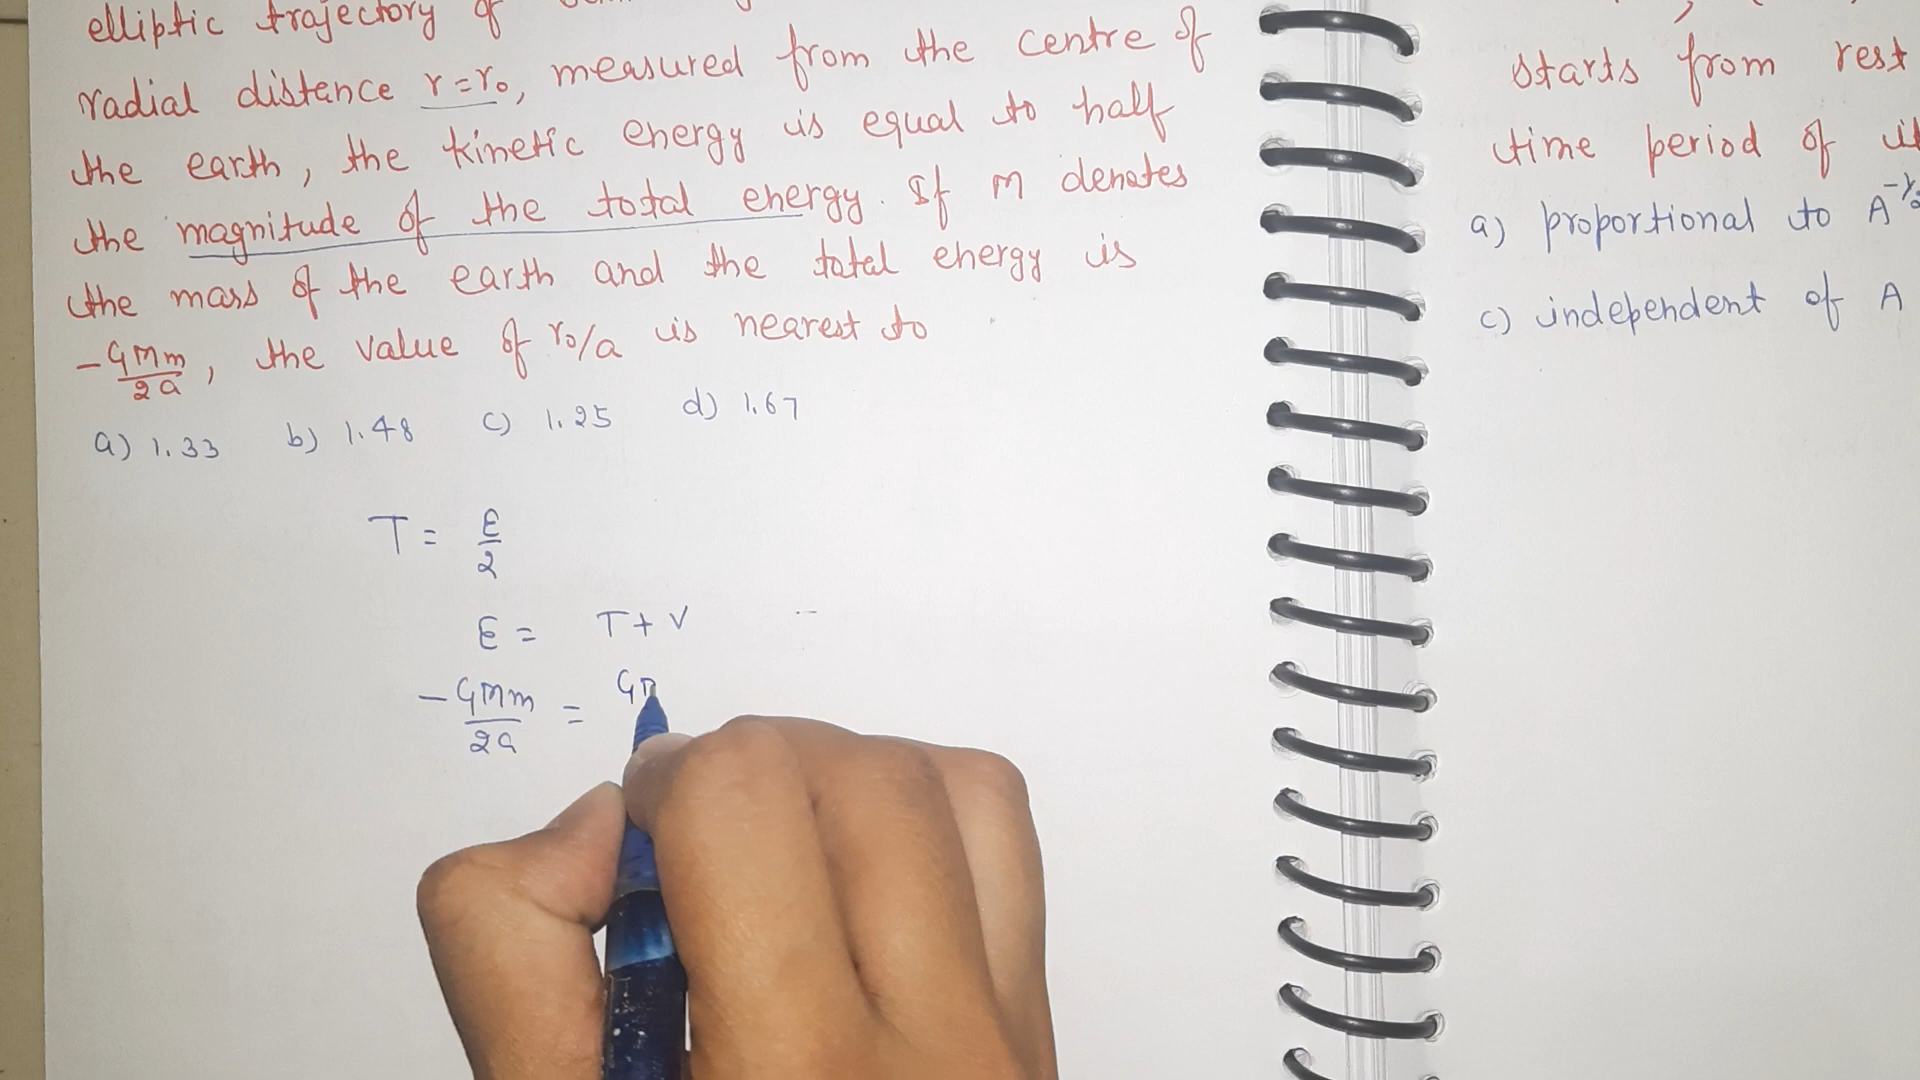 elliptic trajectory of
radial distance r=r₀, measured from the centre of
the earth, the kinetic energy is equal to half
the magnitude of the total energy. If m denotes
the mass of the earth and the total energy is
-GMm/2a, the value of r₀/a is nearest to
a) 1.33 b) 1.48 c) 1.25 d) 1.67
T = E/2
E = T+V
-GMm/2a = G
starts from rest
time period of
a) proportional to A
c) independent of A